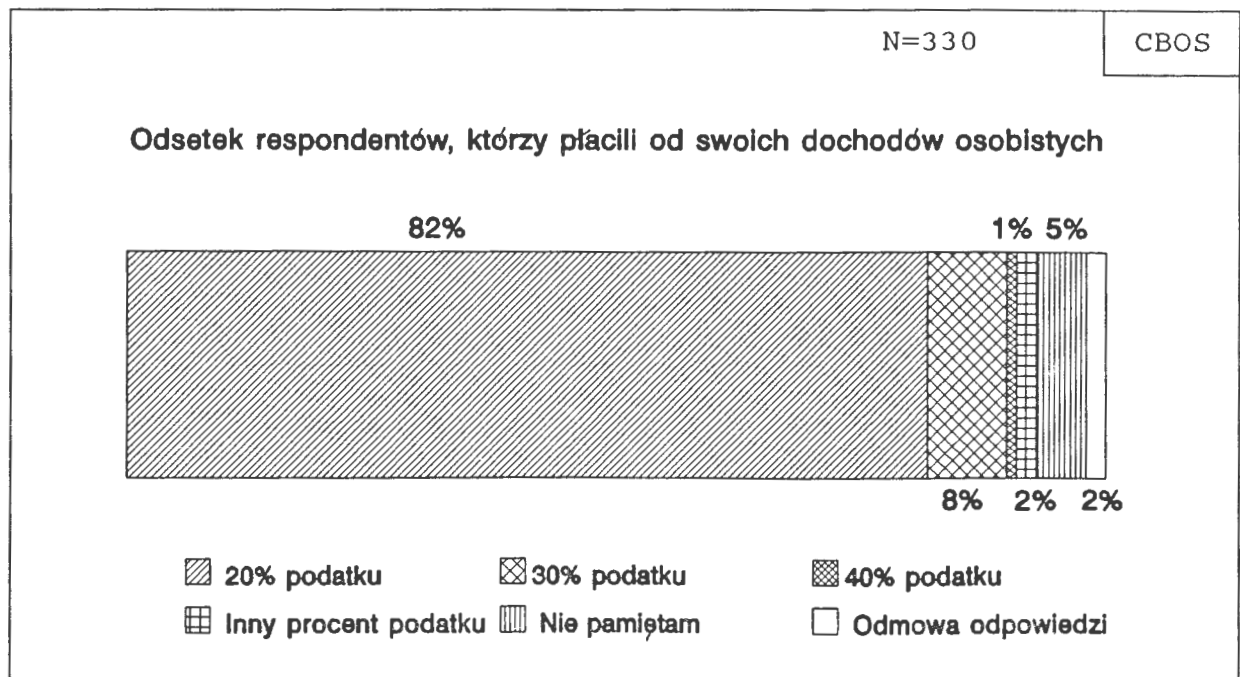 N=330 CBOS
Odsetek respondentów, którzy płacili od swoich dochodów osobistych
82% 1% 5%
8% 2% 2%
20% podatku 30% podatku 40% podatku
Inny procent podatku Nie pamiętam Odmowa odpowiedzi